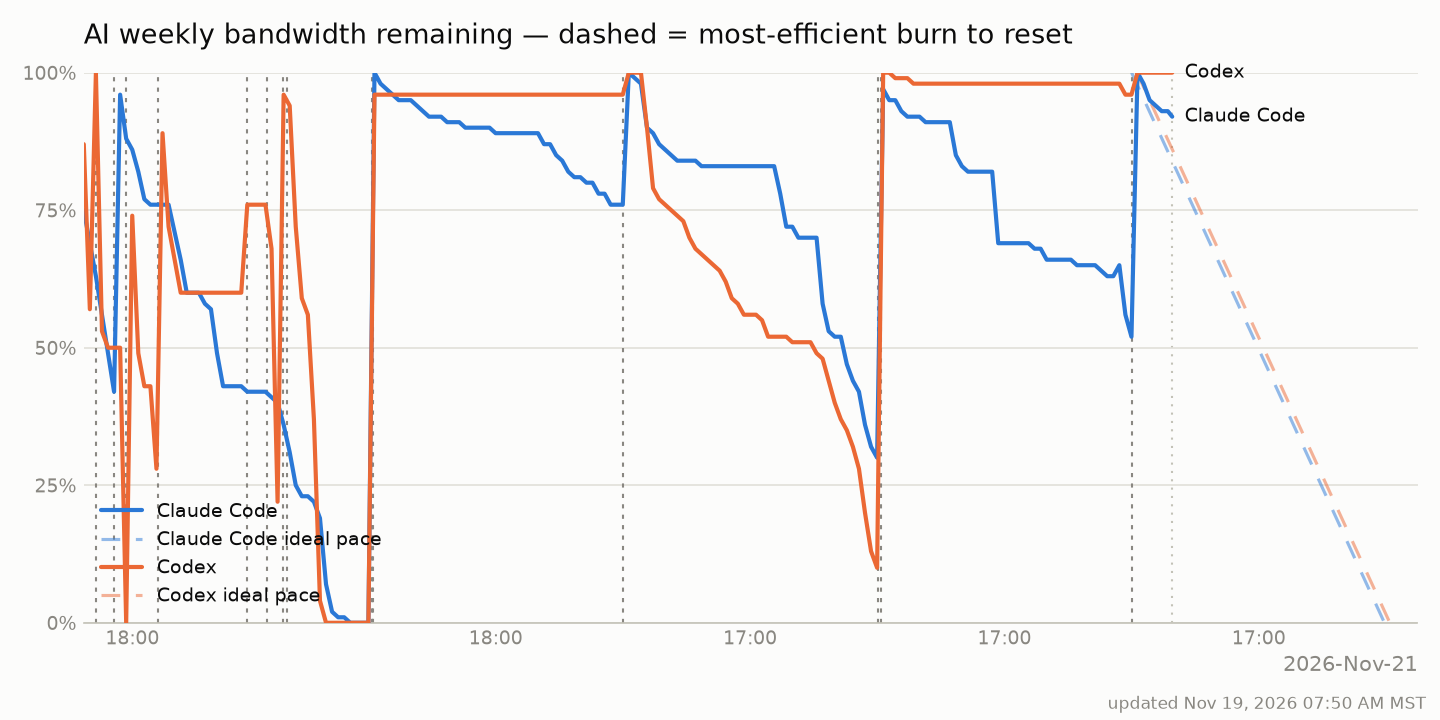 AI weekly bandwidth remaining — dashed = most-efficient burn to reset
100%
75%
50%
25%
0%
Codex
Claude Code
Claude Code
Claude Code ideal pace
Codex
Codex ideal pace
18:00 18:00 17:00 17:00 17:00
2026-Nov-21
updated Nov 19, 2026 07:50 AM MST